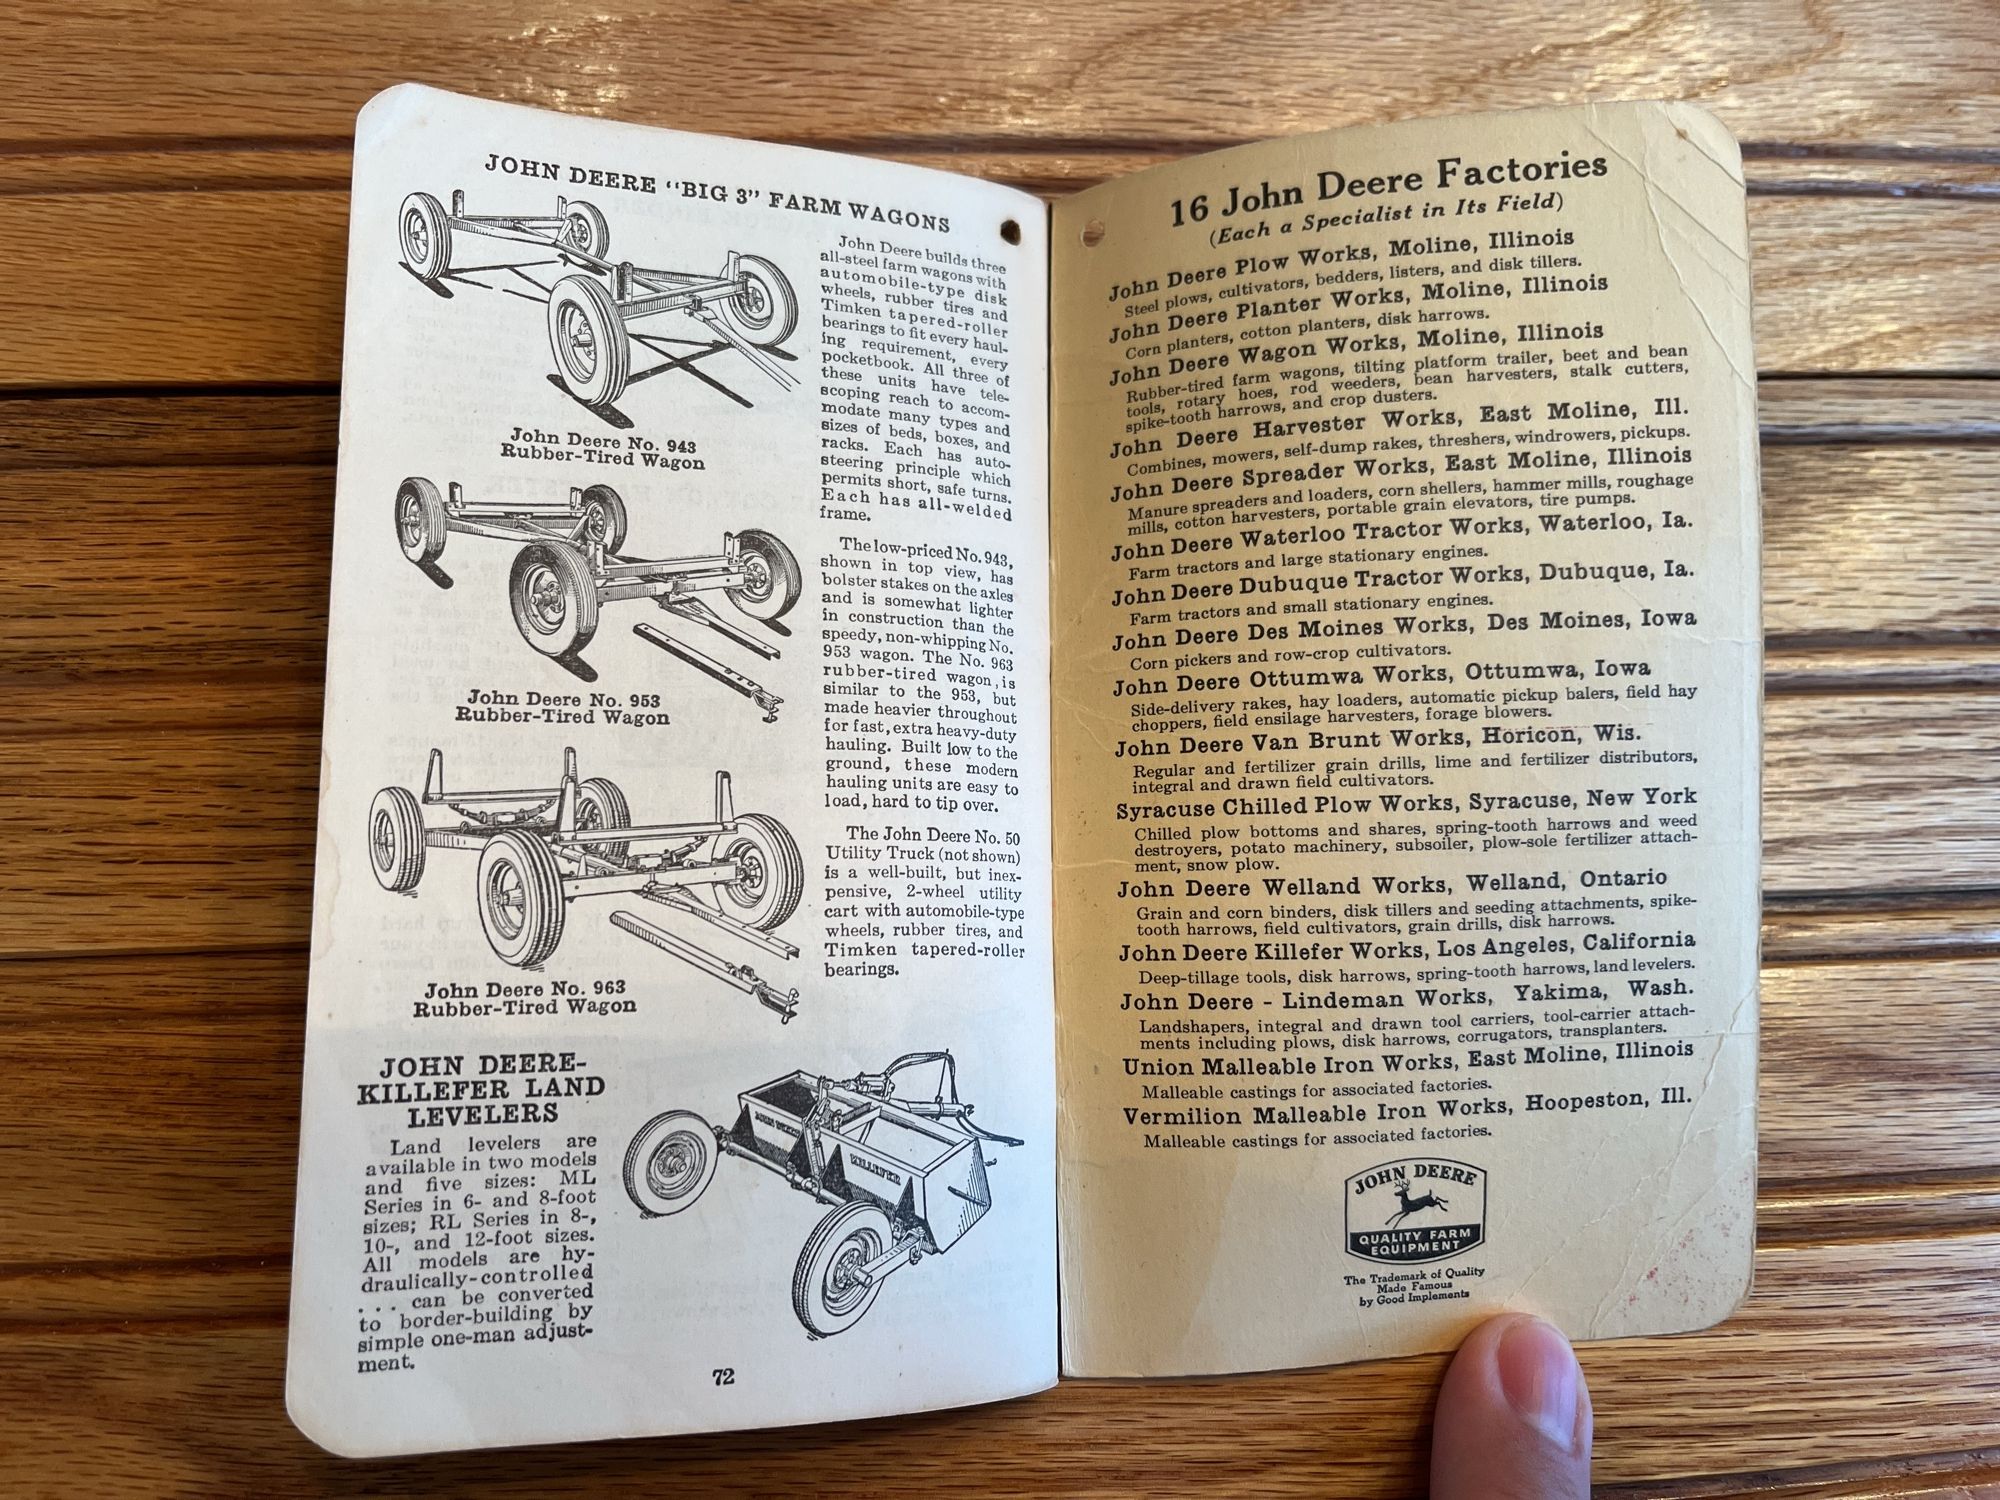 JOHN DEERE "BIG 3" FARM WAGONS
John Deere No. 943
Rubber-Tired Wagon
John Deere No. 953
Rubber-Tired Wagon
John Deere No. 963
Rubber-Tired Wagon
John Deere builds three
all-steel farm wagons with
automobile-type disk
wheels, rubber tires and
Timken tapered-roller
bearings to fit every haul-
ing requirement, every
pocketbook. All three of
these units have tele-
scoping reach to accom-
modate many types and
sizes of beds, boxes, and
racks. Each has auto-
steering principle which
permits short, safe turns.
Each has all-welded
frame.
The low-priced No. 943,
shown in top view, has
bolster stakes on the axles
and is somewhat lighter
in construction than the
speedy, non-whipping No.
953 wagon. The No. 963
rubber-tired wagon, is
similar to the 953, but
made heavier throughout
for fast, extra heavy-duty
hauling. Built low to the
ground, these modern
hauling units are easy to
load, hard to tip over.
The John Deere No. 50
Utility Truck (not shown)
is a well-built, but inex-
pensive, 2-wheel utility
cart with automobile-type
wheels, rubber tires, and
Timken tapered-roller
bearings.
JOHN DEERE-
KILLEFER LAND
LEVELERS
Land levelers are
available in two models
and five sizes: ML
Series in 6- and 8-foot
sizes; RL Series in 8-,
10-, and 12-foot sizes.
All models are hy-
draulically-controlled
. . . can be converted
to border-building by
simple one-man adjust-
ment.
JOHN DEERE
KILLEFER
72
16 John Deere Factories
(Each a Specialist in Its Field)
John Deere Plow Works, Moline, Illinois
Steel plows, cultivators, bedders, listers, and disk tillers.
John Deere Planter Works, Moline, Illinois
Corn planters, cotton planters, disk harrows.
John Deere Wagon Works, Moline, Illinois
Rubber-tired farm wagons, tilting platform trailer, beet and bean
tools, rotary hoes, rod weeders, bean harvesters, stalk cutters,
spike-tooth harrows, and crop dusters.
John Deere Harvester Works, East Moline, Ill.
Combines, mowers, self-dump rakes, threshers, windrowers, pickups.
John Deere Spreader Works, East Moline, Illinois
Manure spreaders and loaders, corn shellers, hammer mills, roughage
mills, cotton harvesters, portable grain elevators, tire pumps.
John Deere Waterloo Tractor Works, Waterloo, Ia.
Farm tractors and large stationary engines.
John Deere Dubuque Tractor Works, Dubuque, Ia.
Farm tractors and small stationary engines.
John Deere Des Moines Works, Des Moines, Iowa
Corn pickers and row-crop cultivators.
John Deere Ottumwa Works, Ottumwa, Iowa
Side-delivery rakes, hay loaders, automatic pickup balers, field hay
choppers, field ensilage harvesters, forage blowers.
John Deere Van Brunt Works, Horicon, Wis.
Regular and fertilizer grain drills, lime and fertilizer distributors,
integral and drawn field cultivators.
Syracuse Chilled Plow Works, Syracuse, New York
Chilled plow bottoms and shares, spring-tooth harrows and weed
destroyers, potato machinery, subsoiler, plow-sole fertilizer attach-
ment, snow plow.
John Deere Welland Works, Welland, Ontario
Grain and corn binders, disk tillers and seeding attachments, spike-
tooth harrows, field cultivators, grain drills, disk harrows.
John Deere Killefer Works, Los Angeles, California
Deep-tillage tools, disk harrows, spring-tooth harrows, land levelers.
John Deere - Lindeman Works, Yakima, Wash.
Landshapers, integral and drawn tool carriers, tool-carrier attach-
ments including plows, disk harrows, corrugators, transplanters.
Union Malleable Iron Works, East Moline, Illinois
Malleable castings for associated factories.
Vermilion Malleable Iron Works, Hoopeston, Ill.
Malleable castings for associated factories.
JOHN DEERE
QUALITY FARM
EQUIPMENT
The Trademark of Quality
Made Famous
by Good Implements